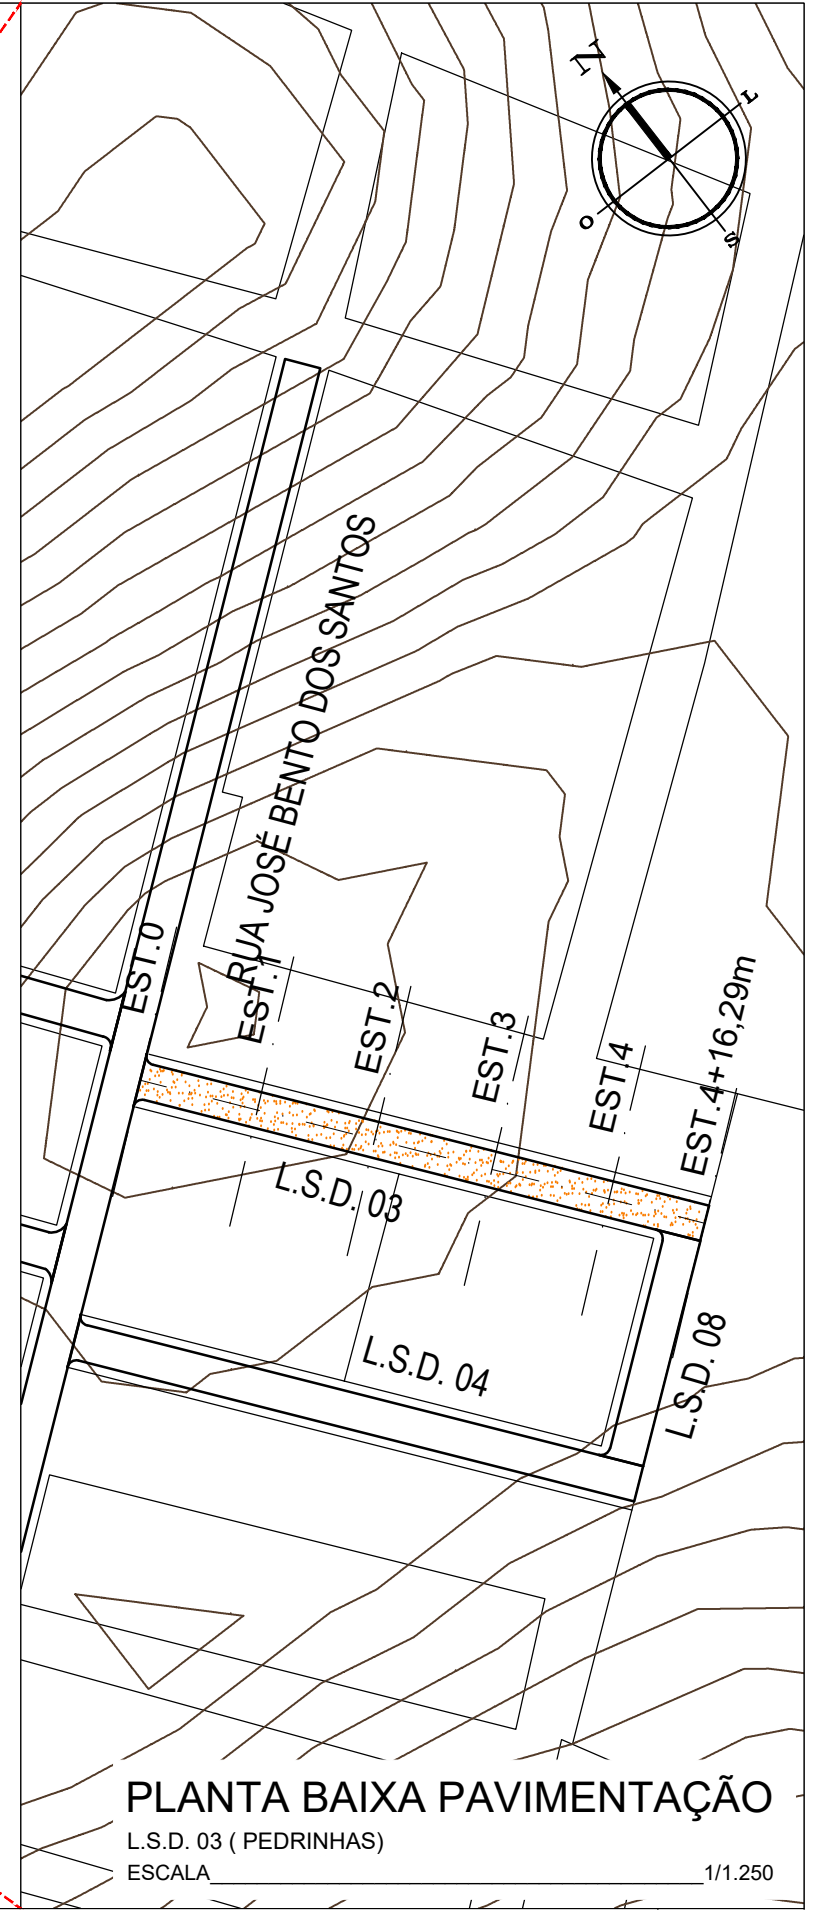 N
L
O
S
RUA JOSÉ BENTO DOS SANTOS
EST.0
EST.1
EST.2
EST.3
EST.4
EST.4+16,29m
L.S.D. 03
L.S.D. 04
L.S.D. 08
PLANTA BAIXA PAVIMENTAÇÃO
L.S.D. 03 ( PEDRINHAS)
ESCALA 1/1.250